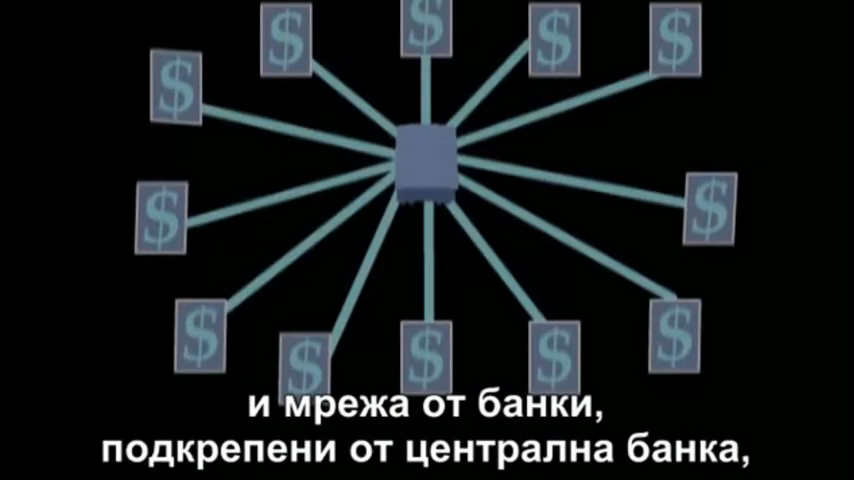 $ $ $ $
$
$ $
$ $
$ $ $
и мрежа от банки,
подкрепени от централна банка,